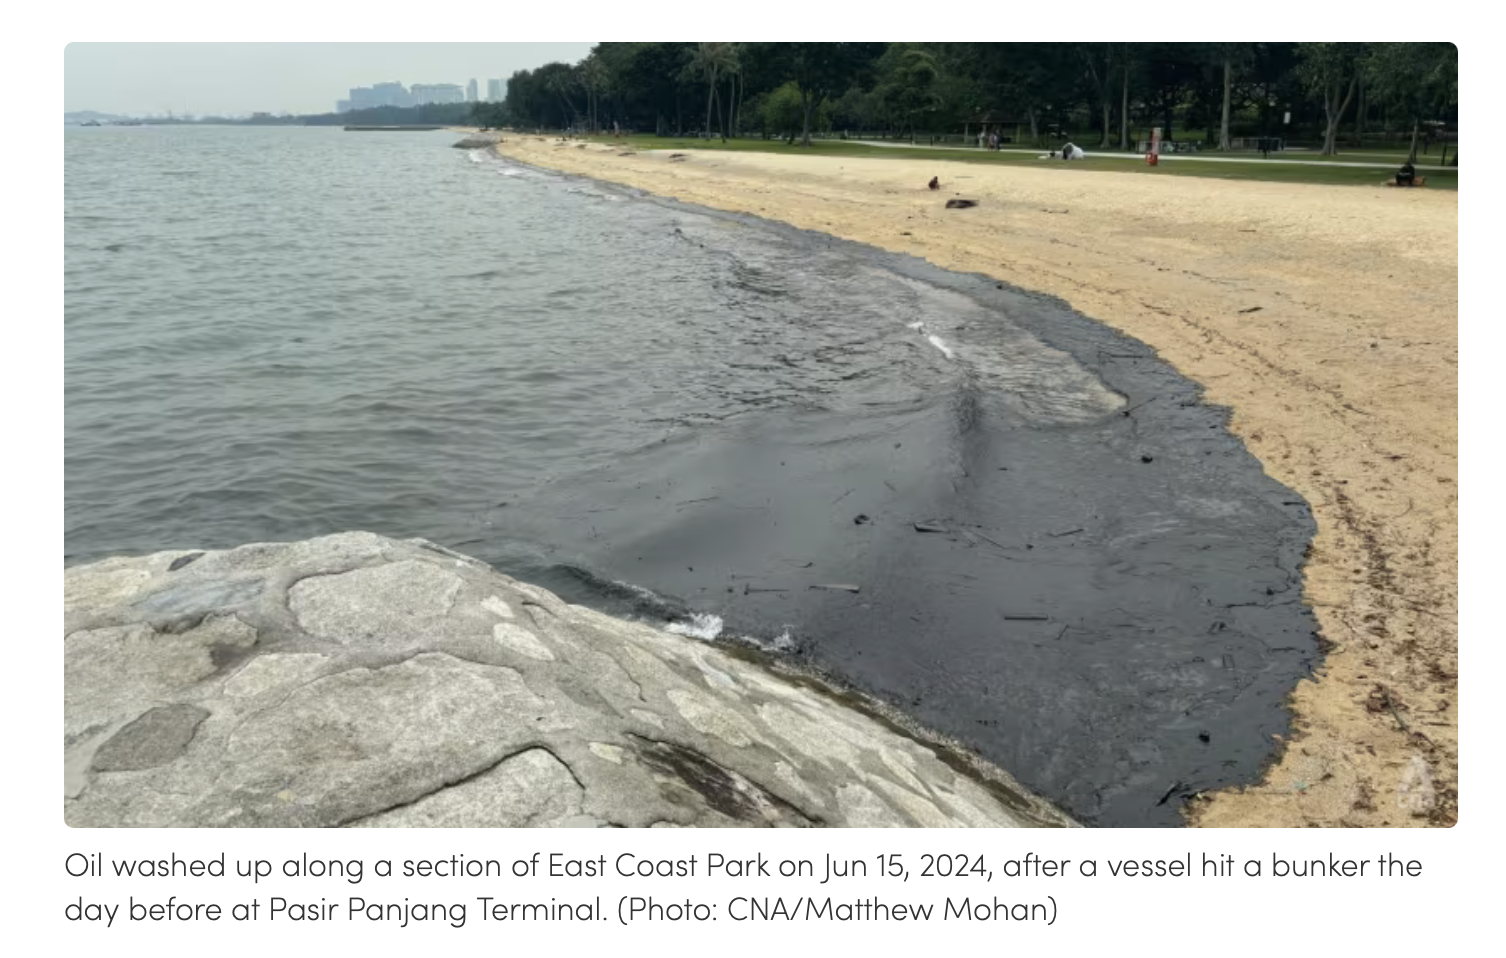 Oil washed up along a section of East Coast Park on Jun 15, 2024, after a vessel hit a bunker the
day before at Pasir Panjang Terminal. (Photo: CNA/Matthew Mohan)